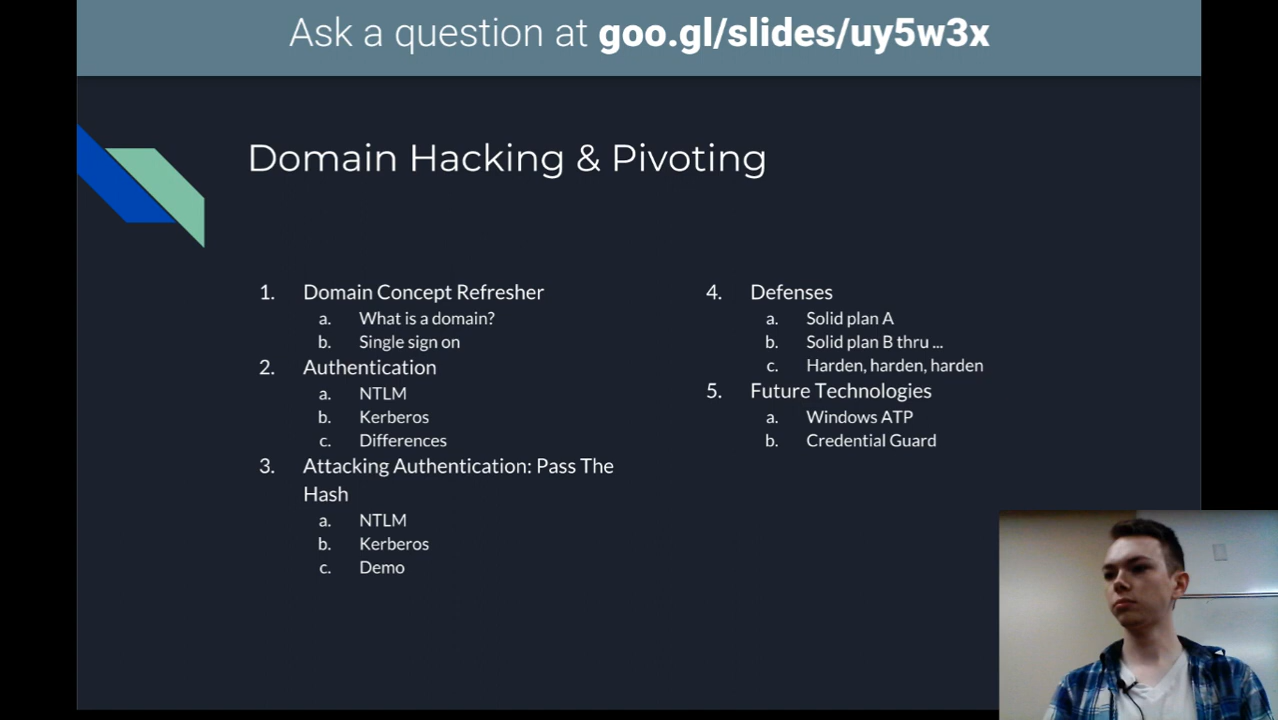 Ask a question at goo.gl/slides/uy5w3x
Domain Hacking & Pivoting
1. Domain Concept Refresher
a. What is a domain?
b. Single sign on
2. Authentication
a. NTLM
b. Kerberos
c. Differences
3. Attacking Authentication: Pass The
Hash
a. NTLM
b. Kerberos
c. Demo
4. Defenses
a. Solid plan A
b. Solid plan B thru ...
c. Harden, harden, harden
5. Future Technologies
a. Windows ATP
b. Credential Guard